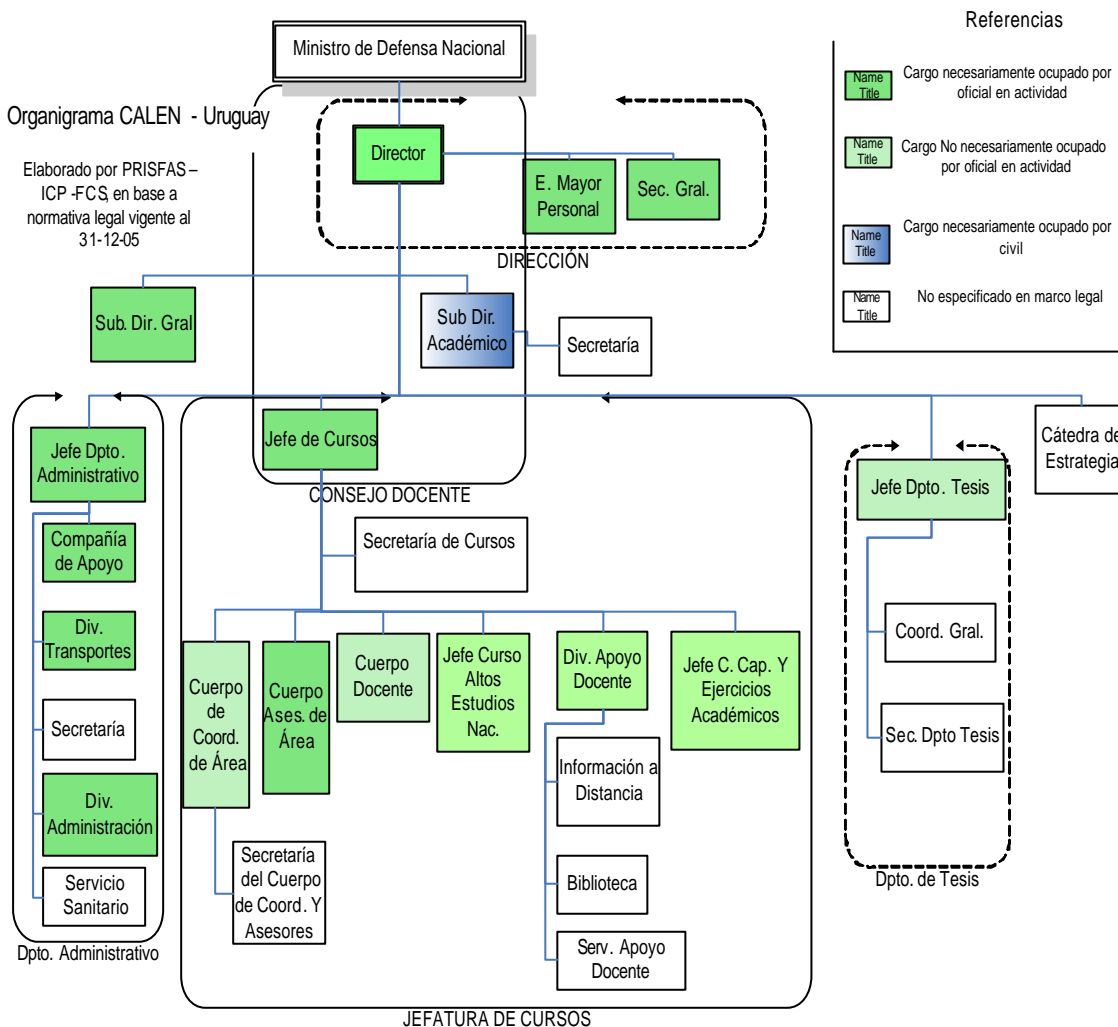 Referencias
Ministro de Defensa Nacional
Name
Title
Cargo necesariamente ocupado por
oficial en actividad
Organigrama CALEN - Uruguay
Elaborado por PRISFAS –
ICP -FCS, en base a
normativa legal vigente al
31-12-05
Director
E. Mayor
Personal
Sec. Gral.
Name
Title
Cargo No necesariamente ocupado
por oficial en actividad
Name
Title
Cargo necesariamente ocupado por
civil
DIRECCIÓN
Name
Title
No especificado en marco legal
Sub. Dir. Gral
Sub Dir.
Académico
Secretaría
Jefe Dpto.
Administrativo
Jefe de Cursos
CONSEJO DOCENTE
Jefe Dpto. Tesis
Cátedra de
Estrategia
Compañía
de Apoyo
Secretaría de Cursos
Div.
Transportes
Secretaría
Div.
Administración
Servicio
Sanitario
Dpto. Administrativo
Cuerpo
de
Coord.
de Área
Cuerpo
Ases. de
Área
Cuerpo
Docente
Jefe Curso
Altos
Estudios
Nac.
Div. Apoyo
Docente
Jefe C. Cap. Y
Ejercicios
Académicos
Secretaría
del Cuerpo
de Coord. Y
Asesores
Información a
Distancia
Biblioteca
Serv. Apoyo
Docente
JEFATURA DE CURSOS
Coord. Gral.
Sec. Dpto Tesis
Dpto. de Tesis